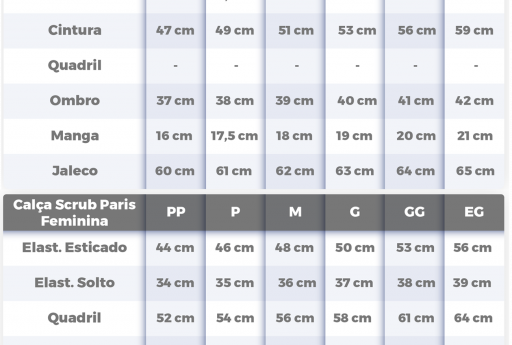 Cintura 47 cm 49 cm 51 cm 53 cm 56 cm 59 cm
Quadril - - - - - -
Ombro 37 cm 38 cm 39 cm 40 cm 41 cm 42 cm
Manga 16 cm 17,5 cm 18 cm 19 cm 20 cm 21 cm
Jaleco 60 cm 61 cm 62 cm 63 cm 64 cm 65 cm
Calça Scrub Paris
Feminina PP P M G GG EG
Elast. Esticado 44 cm 46 cm 48 cm 50 cm 53 cm 56 cm
Elast. Solto 34 cm 35 cm 36 cm 37 cm 38 cm 39 cm
Quadril 52 cm 54 cm 56 cm 58 cm 61 cm 64 cm